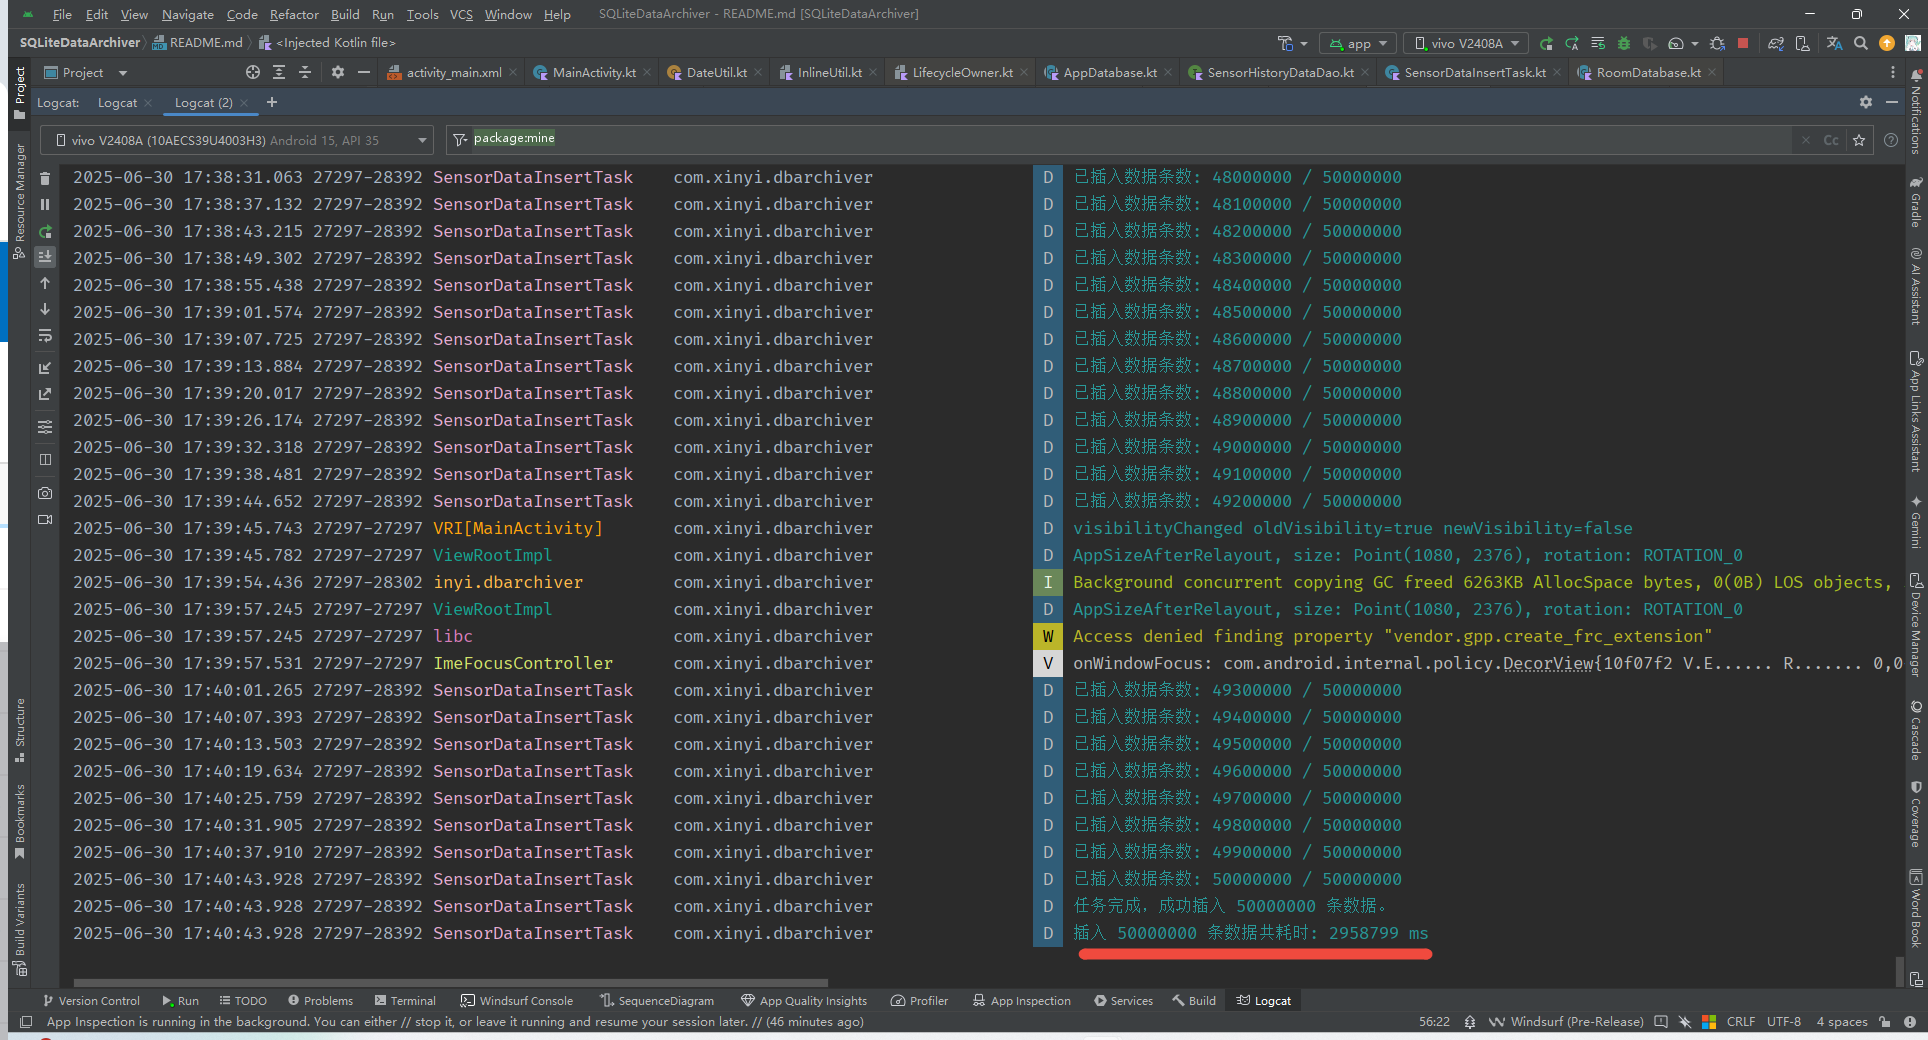 File Edit View Navigate Code Refactor Build Run Tools VCS Window Help SQLiteDataArchiver - README.md [SQLiteDataArchiver]
SQLiteDataArchiver README.md <Injected Kotlin file> app vivo V2408A
Project activity_main.xml MainActivity.kt DateUtil.kt InlineUtil.kt LifecycleOwner.kt AppDatabase.kt SensorHistoryDataDao.kt SensorDataInsertTask.kt RoomDatabase.kt
Logcat: Logcat Logcat (2)
vivo V2408A (10AECS39U4003H3) Android 15, API 35 package:mine Cc
2025-06-30 17:38:31.063 27297-28392 SensorDataInsertTask com.xinyi.dbarchiver D 已插入数据条数: 48000000 / 50000000
2025-06-30 17:38:37.132 27297-28392 SensorDataInsertTask com.xinyi.dbarchiver D 已插入数据条数: 48100000 / 50000000
2025-06-30 17:38:43.215 27297-28392 SensorDataInsertTask com.xinyi.dbarchiver D 已插入数据条数: 48200000 / 50000000
2025-06-30 17:38:49.302 27297-28392 SensorDataInsertTask com.xinyi.dbarchiver D 已插入数据条数: 48300000 / 50000000
2025-06-30 17:38:55.438 27297-28392 SensorDataInsertTask com.xinyi.dbarchiver D 已插入数据条数: 48400000 / 50000000
2025-06-30 17:39:01.574 27297-28392 SensorDataInsertTask com.xinyi.dbarchiver D 已插入数据条数: 48500000 / 50000000
2025-06-30 17:39:07.725 27297-28392 SensorDataInsertTask com.xinyi.dbarchiver D 已插入数据条数: 48600000 / 50000000
2025-06-30 17:39:13.884 27297-28392 SensorDataInsertTask com.xinyi.dbarchiver D 已插入数据条数: 48700000 / 50000000
2025-06-30 17:39:20.017 27297-28392 SensorDataInsertTask com.xinyi.dbarchiver D 已插入数据条数: 48800000 / 50000000
2025-06-30 17:39:26.174 27297-28392 SensorDataInsertTask com.xinyi.dbarchiver D 已插入数据条数: 48900000 / 50000000
2025-06-30 17:39:32.318 27297-28392 SensorDataInsertTask com.xinyi.dbarchiver D 已插入数据条数: 49000000 / 50000000
2025-06-30 17:39:38.481 27297-28392 SensorDataInsertTask com.xinyi.dbarchiver D 已插入数据条数: 49100000 / 50000000
2025-06-30 17:39:44.652 27297-28392 SensorDataInsertTask com.xinyi.dbarchiver D 已插入数据条数: 49200000 / 50000000
2025-06-30 17:39:45.743 27297-27297 VRI[MainActivity] com.xinyi.dbarchiver D visibilityChanged oldVisibility=true newVisibility=false
2025-06-30 17:39:45.782 27297-27297 ViewRootImpl com.xinyi.dbarchiver D AppSizeAfterRelayout, size: Point(1080, 2376), rotation: ROTATION_0
2025-06-30 17:39:54.436 27297-28302 inyi.dbarchiver com.xinyi.dbarchiver I Background concurrent copying GC freed 6263KB AllocSpace bytes, 0(0B) LOS objects,
2025-06-30 17:39:57.245 27297-27297 ViewRootImpl com.xinyi.dbarchiver D AppSizeAfterRelayout, size: Point(1080, 2376), rotation: ROTATION_0
2025-06-30 17:39:57.245 27297-27297 libc com.xinyi.dbarchiver W Access denied finding property "vendor.gpp.create_frc_extension"
2025-06-30 17:39:57.531 27297-27297 ImeFocusController com.xinyi.dbarchiver V onWindowFocus: com.android.internal.policy.DecorView{10f07f2 V.E...... R....... 0,0
2025-06-30 17:40:01.265 27297-28392 SensorDataInsertTask com.xinyi.dbarchiver D 已插入数据条数: 49300000 / 50000000
2025-06-30 17:40:07.393 27297-28392 SensorDataInsertTask com.xinyi.dbarchiver D 已插入数据条数: 49400000 / 50000000
2025-06-30 17:40:13.503 27297-28392 SensorDataInsertTask com.xinyi.dbarchiver D 已插入数据条数: 49500000 / 50000000
2025-06-30 17:40:19.634 27297-28392 SensorDataInsertTask com.xinyi.dbarchiver D 已插入数据条数: 49600000 / 50000000
2025-06-30 17:40:25.759 27297-28392 SensorDataInsertTask com.xinyi.dbarchiver D 已插入数据条数: 49700000 / 50000000
2025-06-30 17:40:31.905 27297-28392 SensorDataInsertTask com.xinyi.dbarchiver D 已插入数据条数: 49800000 / 50000000
2025-06-30 17:40:37.910 27297-28392 SensorDataInsertTask com.xinyi.dbarchiver D 已插入数据条数: 49900000 / 50000000
2025-06-30 17:40:43.928 27297-28392 SensorDataInsertTask com.xinyi.dbarchiver D 已插入数据条数: 50000000 / 50000000
2025-06-30 17:40:43.928 27297-28392 SensorDataInsertTask com.xinyi.dbarchiver D 任务完成，成功插入 50000000 条数据。
2025-06-30 17:40:43.928 27297-28392 SensorDataInsertTask com.xinyi.dbarchiver D 插入 50000000 条数据共耗时: 2958799 ms
Project
Resource Manager
Structure
Bookmarks
Build Variants
Notifications
Gradle
AI Assistant
App Links Assistant
Gemini
Device Manager
Cascade
Coverage
Word Book
Version Control Run TODO Problems Terminal Windsurf Console SequenceDiagram App Quality Insights Profiler App Inspection Services Build Logcat
App Inspection is running in the background. You can either // stop it, or leave it running and resume your session later. // (46 minutes ago) 56:22 Windsurf (Pre-Release) CRLF UTF-8 4 spaces